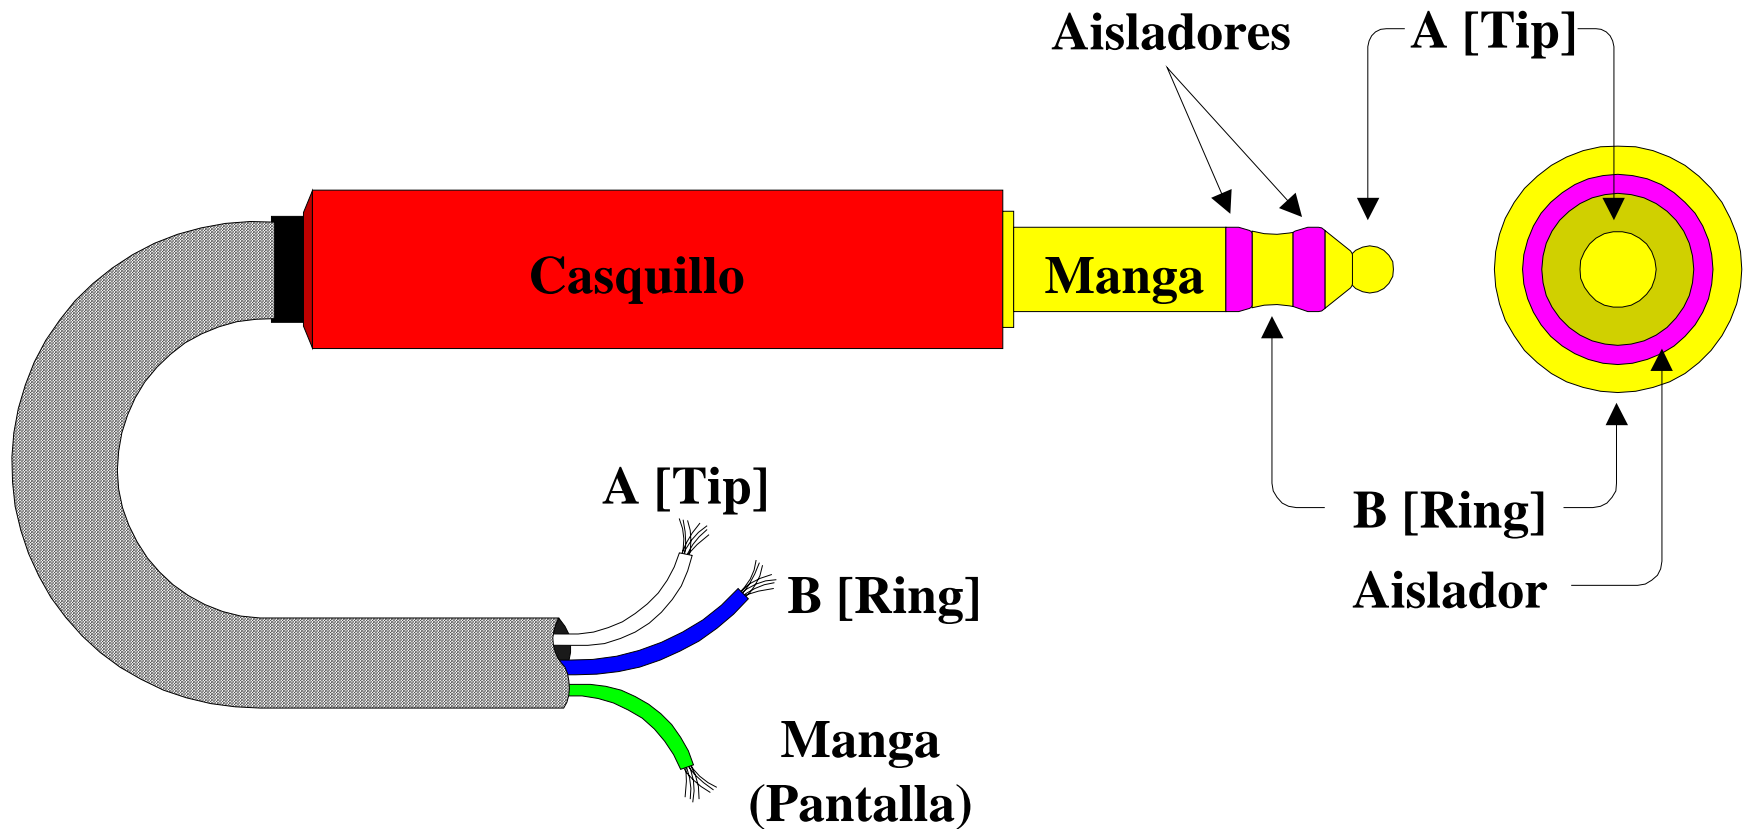 Aisladores
A [Tip]
Casquillo
Manga
A [Tip]
B [Ring]
B [Ring]
Aislador
Manga
(Pantalla)